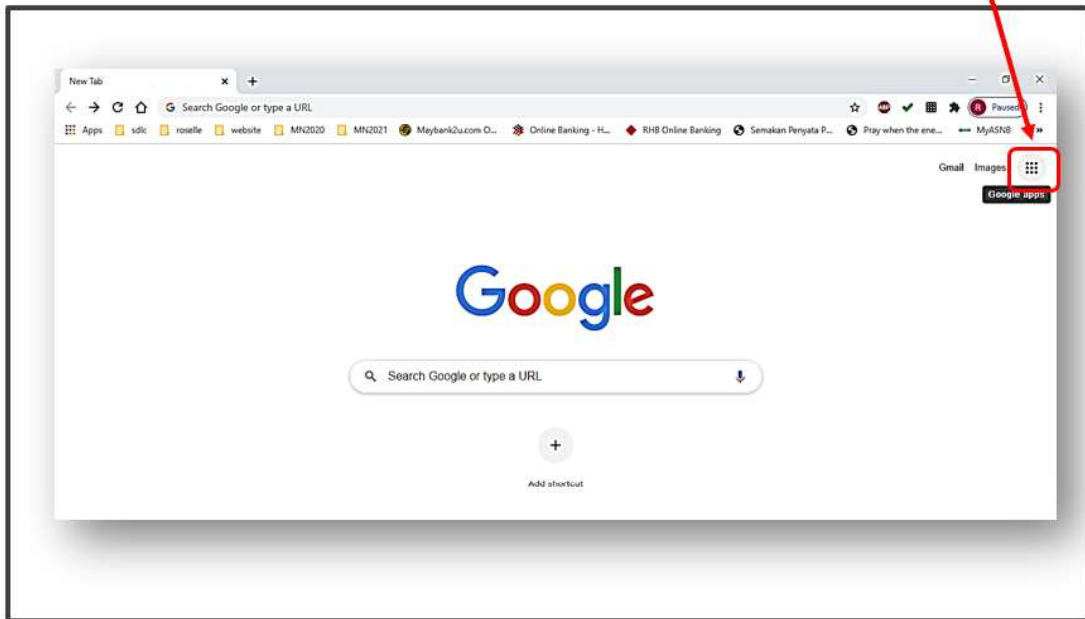 New Tab
Search Google or type a URL
Paused
Apps sdlc roselle website MN2020 MN2021 Maybank2u.com O... Online Banking - H... RHB Online Banking Semakan Penyata P... Pray when the ene... MyASNB
Gmail Images
Google apps
Google
Search Google or type a URL
Add shortcut